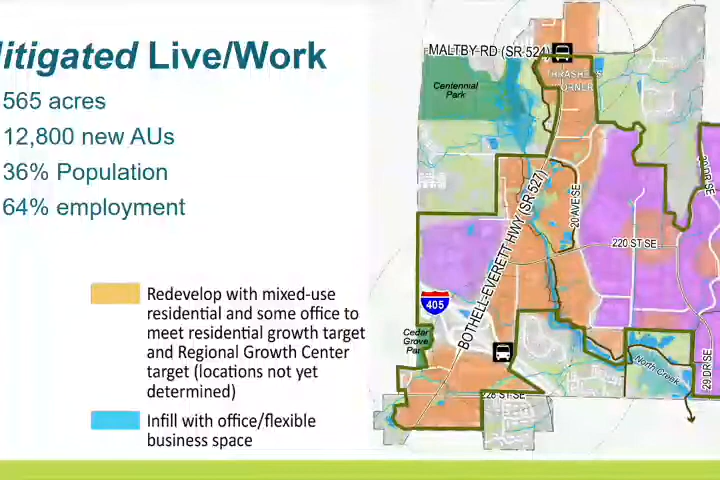 itigated Live/Work
565 acres
12,800 new AUs
36% Population
64% employment
Redevelop with mixed-use
residential and some office to
meet residential growth target
and Regional Growth Center
target (locations not yet
determined)
Infill with office/flexible
business space
MALTBY RD (SR 524)
Centennial
Park
BOTHELL-EVERETT HWY (SR 527)
20 AVE SE
220 ST SE
405
Cedar
Grove
Par
North Creek
29 DR SE
228 ST SE